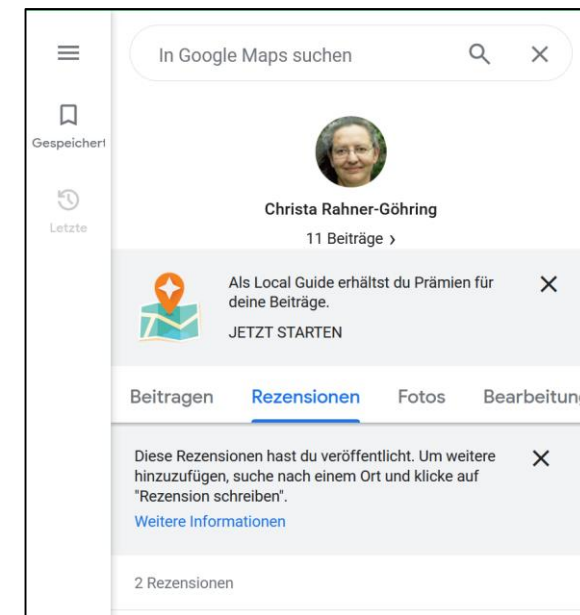 In Google Maps suchen
Gespeichert
Letzte
Christa Rahner-Göhring
11 Beiträge
Als Local Guide erhältst du Prämien für
deine Beiträge.
JETZT STARTEN
Beitragen Rezensionen Fotos Bearbeitun
Diese Rezensionen hast du veröffentlicht. Um weitere
hinzuzufügen, suche nach einem Ort und klicke auf
"Rezension schreiben".
Weitere Informationen
2 Rezensionen